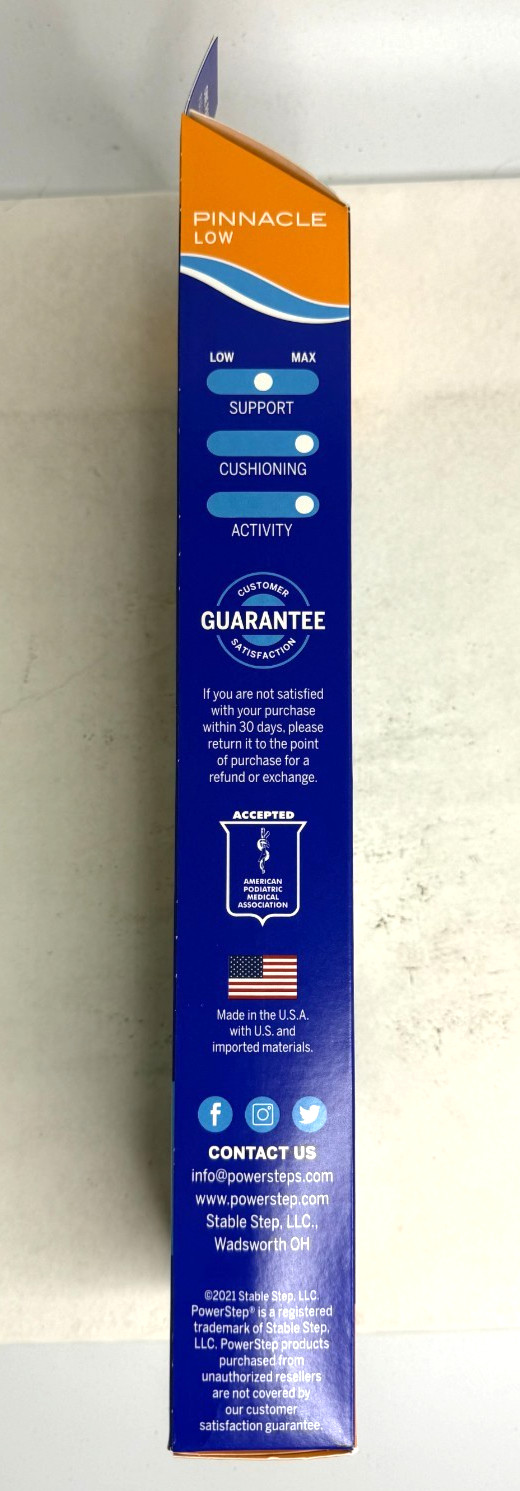 PINNACLE
LOW
LOW MAX
SUPPORT
CUSHIONING
ACTIVITY
CUSTOMER
GUARANTEE
SATISFACTION
If you are not satisfied
with your purchase
within 30 days, please
return it to the point
of purchase for a
refund or exchange.
ACCEPTED
AMERICAN
PODIATRIC
MEDICAL
ASSOCIATION
Made in the U.S.A.
with U.S. and
imported materials.
CONTACT US
info@powersteps.com
www.powerstep.com
Stable Step, LLC.,
Wadsworth OH
©2021 Stable Step, LLC.
PowerStep® is a registered
trademark of Stable Step,
LLC. PowerStep products
purchased from
unauthorized resellers
are not covered by
our customer
satisfaction guarantee.